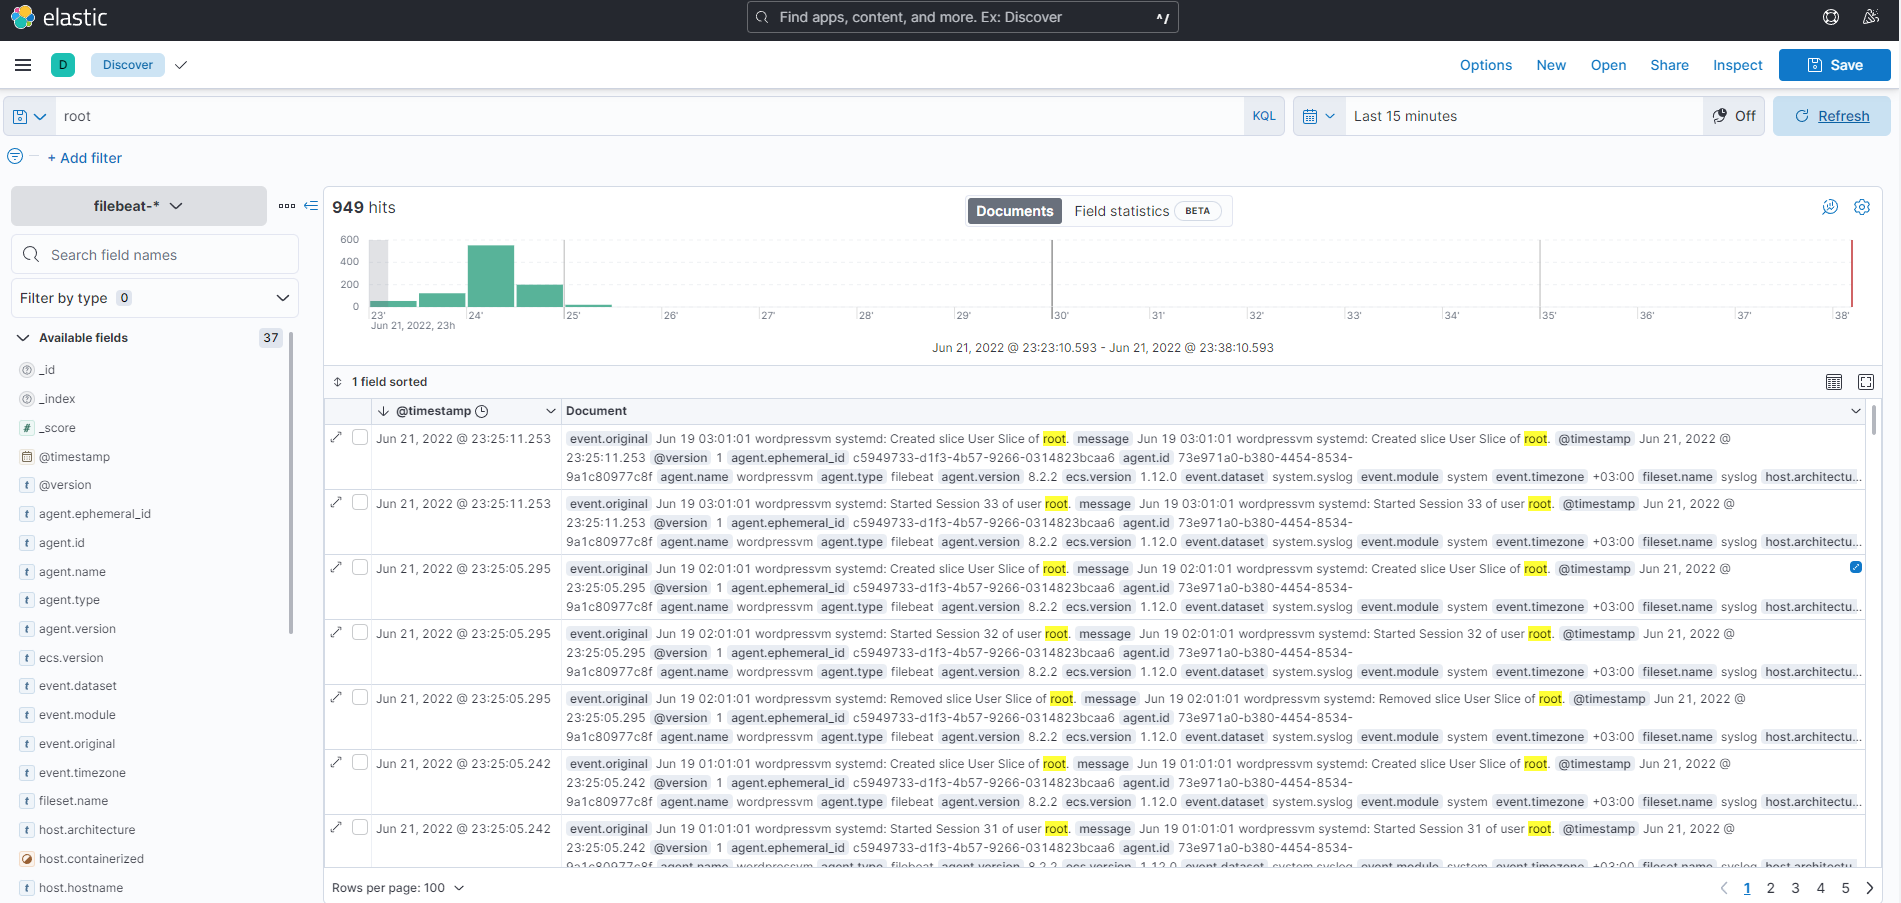 elastic
Find apps, content, and more. Ex: Discover ^/
D Discover Options New Open Share Inspect Save
root KQL Last 15 minutes Off Refresh
+ Add filter
filebeat-*
Search field names
Filter by type 0
Available fields 37
_id
_index
# _score
@timestamp
t @version
t agent.ephemeral_id
t agent.id
t agent.name
t agent.type
t agent.version
t ecs.version
t event.dataset
t event.module
t event.original
t event.timezone
t fileset.name
t host.architecture
host.containerized
t host.hostname
949 hits
Documents Field statistics BETA
600
400
200
0
23' 24' 25' 26' 27' 28' 29' 30' 31' 32' 33' 34' 35' 36' 37' 38'
Jun 21, 2022, 23h
Jun 21, 2022 @ 23:23:10.593 - Jun 21, 2022 @ 23:38:10.593
1 field sorted
@timestamp Document
Jun 21, 2022 @ 23:25:11.253 event.original Jun 19 03:01:01 wordpressvm systemd: Created slice User Slice of root. message Jun 19 03:01:01 wordpressvm systemd: Created slice User Slice of root. @timestamp Jun 21, 2022 @
23:25:11.253 @version 1 agent.ephemeral_id c5949733-d1f3-4b57-9266-0314823bcaa6 agent.id 73e971a0-b380-4454-8534-
9a1c80977c8f agent.name wordpressvm agent.type filebeat agent.version 8.2.2 ecs.version 1.12.0 event.dataset system.syslog event.module system event.timezone +03:00 fileset.name syslog host.architectu...
Jun 21, 2022 @ 23:25:11.253 event.original Jun 19 03:01:01 wordpressvm systemd: Started Session 33 of user root. message Jun 19 03:01:01 wordpressvm systemd: Started Session 33 of user root. @timestamp Jun 21, 2022 @
23:25:11.253 @version 1 agent.ephemeral_id c5949733-d1f3-4b57-9266-0314823bcaa6 agent.id 73e971a0-b380-4454-8534-
9a1c80977c8f agent.name wordpressvm agent.type filebeat agent.version 8.2.2 ecs.version 1.12.0 event.dataset system.syslog event.module system event.timezone +03:00 fileset.name syslog host.architectu...
Jun 21, 2022 @ 23:25:05.295 event.original Jun 19 02:01:01 wordpressvm systemd: Created slice User Slice of root. message Jun 19 02:01:01 wordpressvm systemd: Created slice User Slice of root. @timestamp Jun 21, 2022 @
23:25:05.295 @version 1 agent.ephemeral_id c5949733-d1f3-4b57-9266-0314823bcaa6 agent.id 73e971a0-b380-4454-8534-
9a1c80977c8f agent.name wordpressvm agent.type filebeat agent.version 8.2.2 ecs.version 1.12.0 event.dataset system.syslog event.module system event.timezone +03:00 fileset.name syslog host.architectu...
Jun 21, 2022 @ 23:25:05.295 event.original Jun 19 02:01:01 wordpressvm systemd: Started Session 32 of user root. message Jun 19 02:01:01 wordpressvm systemd: Started Session 32 of user root. @timestamp Jun 21, 2022 @
23:25:05.295 @version 1 agent.ephemeral_id c5949733-d1f3-4b57-9266-0314823bcaa6 agent.id 73e971a0-b380-4454-8534-
9a1c80977c8f agent.name wordpressvm agent.type filebeat agent.version 8.2.2 ecs.version 1.12.0 event.dataset system.syslog event.module system event.timezone +03:00 fileset.name syslog host.architectu...
Jun 21, 2022 @ 23:25:05.295 event.original Jun 19 02:01:01 wordpressvm systemd: Removed slice User Slice of root. message Jun 19 02:01:01 wordpressvm systemd: Removed slice User Slice of root. @timestamp Jun 21, 2022 @
23:25:05.295 @version 1 agent.ephemeral_id c5949733-d1f3-4b57-9266-0314823bcaa6 agent.id 73e971a0-b380-4454-8534-
9a1c80977c8f agent.name wordpressvm agent.type filebeat agent.version 8.2.2 ecs.version 1.12.0 event.dataset system.syslog event.module system event.timezone +03:00 fileset.name syslog host.architectu...
Jun 21, 2022 @ 23:25:05.242 event.original Jun 19 01:01:01 wordpressvm systemd: Created slice User Slice of root. message Jun 19 01:01:01 wordpressvm systemd: Created slice User Slice of root. @timestamp Jun 21, 2022 @
23:25:05.242 @version 1 agent.ephemeral_id c5949733-d1f3-4b57-9266-0314823bcaa6 agent.id 73e971a0-b380-4454-8534-
9a1c80977c8f agent.name wordpressvm agent.type filebeat agent.version 8.2.2 ecs.version 1.12.0 event.dataset system.syslog event.module system event.timezone +03:00 fileset.name syslog host.architectu...
Jun 21, 2022 @ 23:25:05.242 event.original Jun 19 01:01:01 wordpressvm systemd: Started Session 31 of user root. message Jun 19 01:01:01 wordpressvm systemd: Started Session 31 of user root. @timestamp Jun 21, 2022 @
23:25:05.242 @version 1 agent.ephemeral_id c5949733-d1f3-4b57-9266-0314823bcaa6 agent.id 73e971a0-b380-4454-8534-
9a1c80977c8f agent.name wordpressvm agent.type filebeat agent.version 8.2.2 ecs.version 1.12.0 event.dataset system.syslog event.module system event.timezone +03:00 fileset.name syslog host.architectu...
Rows per page: 100 1 2 3 4 5